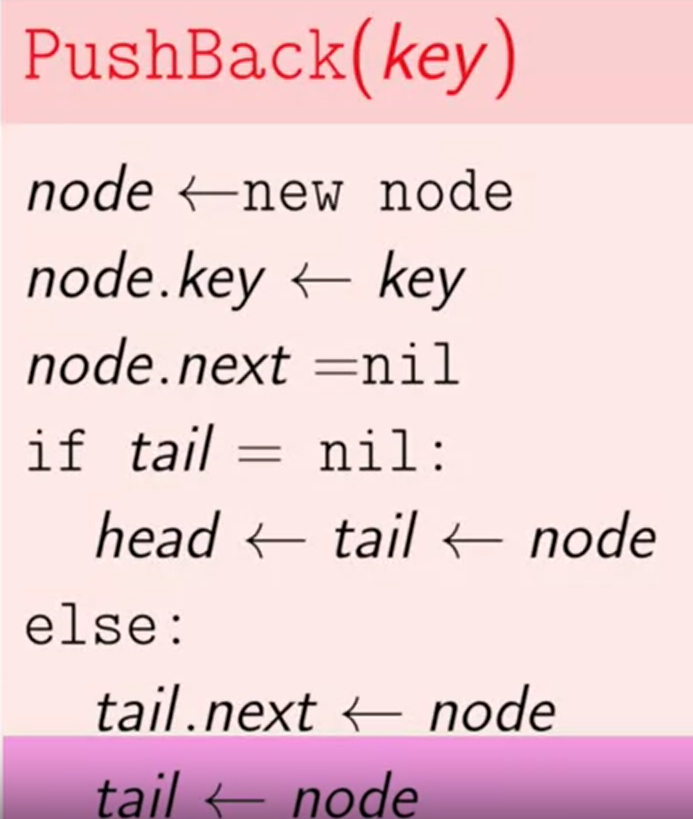 PushBack(key)
node ←new node
node.key ← key
node.next =nil
if tail = nil:
head ← tail ← node
else:
tail.next ← node
tail ← node